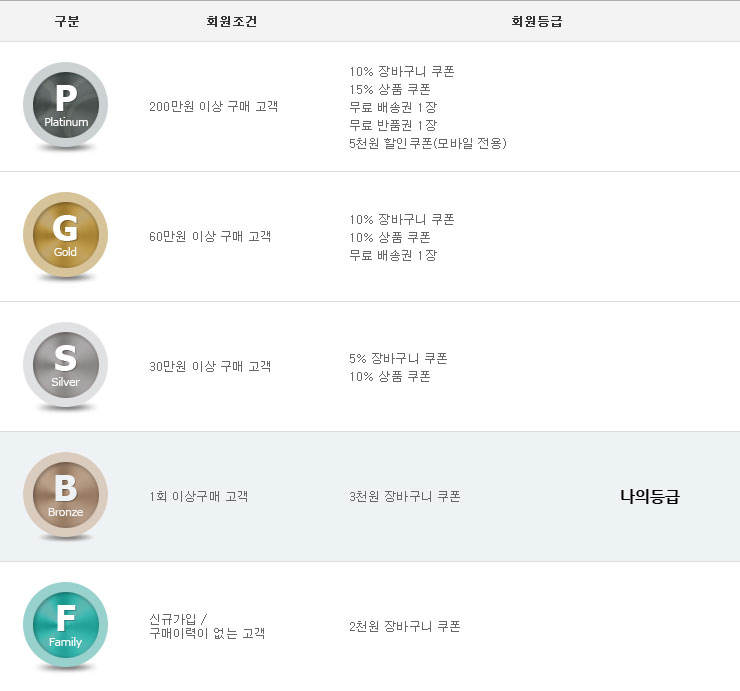 구분 회원조건 회원등급
P
Platinum
200만원 이상 구매 고객
10% 장바구니 쿠폰
15% 상품 쿠폰
무료 배송권 1장
무료 반품권 1장
5천원 할인쿠폰(모바일 전용)
G
Gold
60만원 이상 구매 고객
10% 장바구니 쿠폰
10% 상품 쿠폰
무료 배송권 1장
S
Silver
30만원 이상 구매 고객
5% 장바구니 쿠폰
10% 상품 쿠폰
B
Bronze
1회 이상구매 고객
3천원 장바구니 쿠폰
나의등급
F
Family
신규가입 /
구매이력이 없는 고객
2천원 장바구니 쿠폰